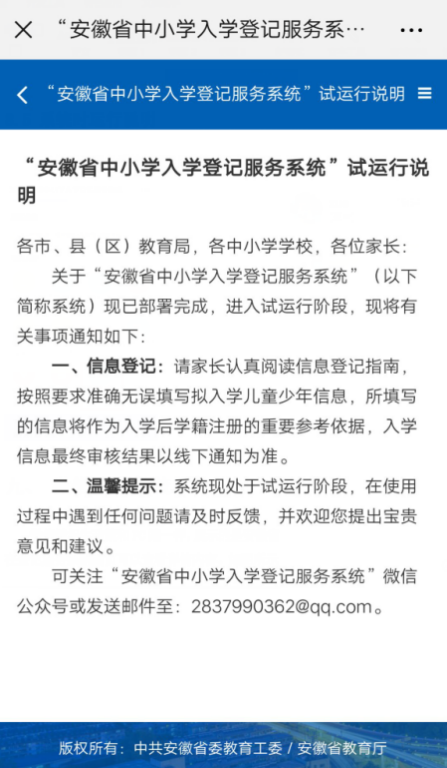 “安徽省中小学入学登记服务系…
“安徽省中小学入学登记服务系统”试运行说明
“安徽省中小学入学登记服务系统”试运行说
明
各市、县（区）教育局，各中小学学校，各位家长：
关于“安徽省中小学入学登记服务系统”（以下
简称系统）现已部署完成，进入试运行阶段，现将有
关事项通知如下：
一、信息登记：请家长认真阅读信息登记指南，
按照要求准确无误填写拟入学儿童少年信息，所填写
的信息将作为入学后学籍注册的重要参考依据，入学
信息最终审核结果以线下通知为准。
二、温馨提示：系统现处于试运行阶段，在使用
过程中遇到任何问题请及时反馈，并欢迎您提出宝贵
意见和建议。
可关注“安徽省中小学入学登记服务系统”微信
公众号或发送邮件至：2837990362@qq.com。
版权所有：中共安徽省委教育工委 / 安徽省教育厅